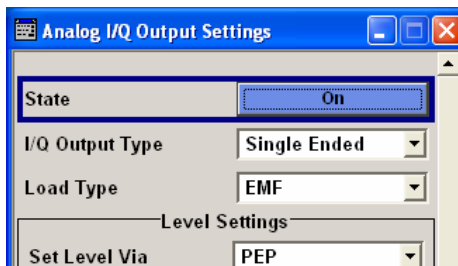 Analog I/Q Output Settings
State On
I/Q Output Type Single Ended
Load Type EMF
Level Settings
Set Level Via PEP